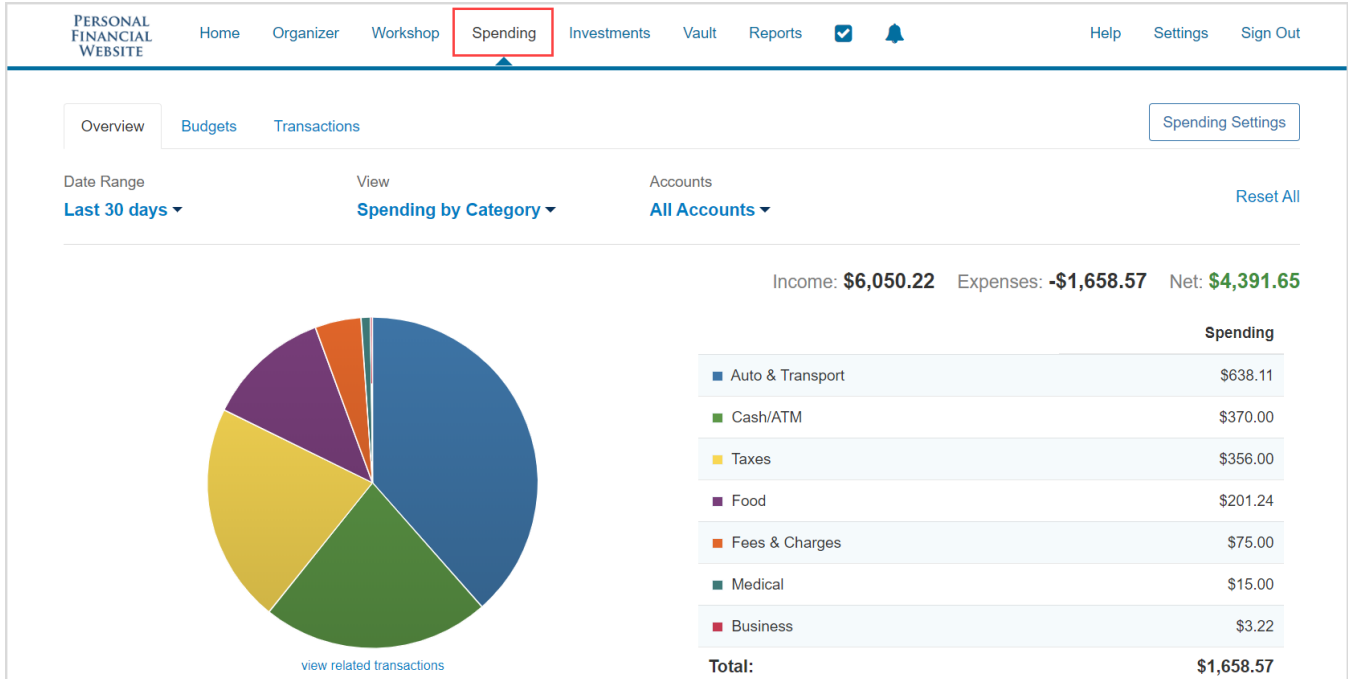 PERSONAL
FINANCIAL
WEBSITE
Home Organizer Workshop Spending Investments Vault Reports Help Settings Sign Out
Overview Budgets Transactions Spending Settings
Date Range View Accounts
Last 30 days Spending by Category All Accounts Reset All
Income: $6,050.22 Expenses: -$1,658.57 Net: $4,391.65
Spending
Auto & Transport $638.11
Cash/ATM $370.00
Taxes $356.00
Food $201.24
Fees & Charges $75.00
Medical $15.00
Business $3.22
view related transactions
Total: $1,658.57